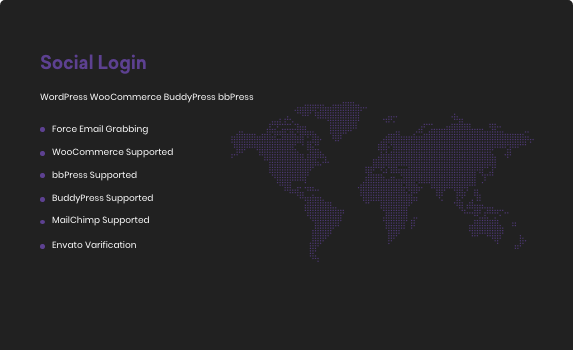 Social Login
WordPress WooCommerce BuddyPress bbPress
Force Email Grabbing
WooCommerce Supported
bbPress Supported
BuddyPress Supported
MailChimp Supported
Envato Varification